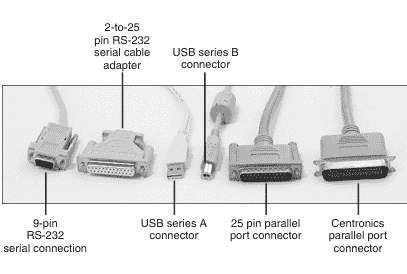 2-to-25
pin RS-232
serial cable
adapter
USB series B
connector
9-pin
RS-232
serial connection
USB series A
connector
25 pin parallel
port connector
Centronics
parallel port
connector